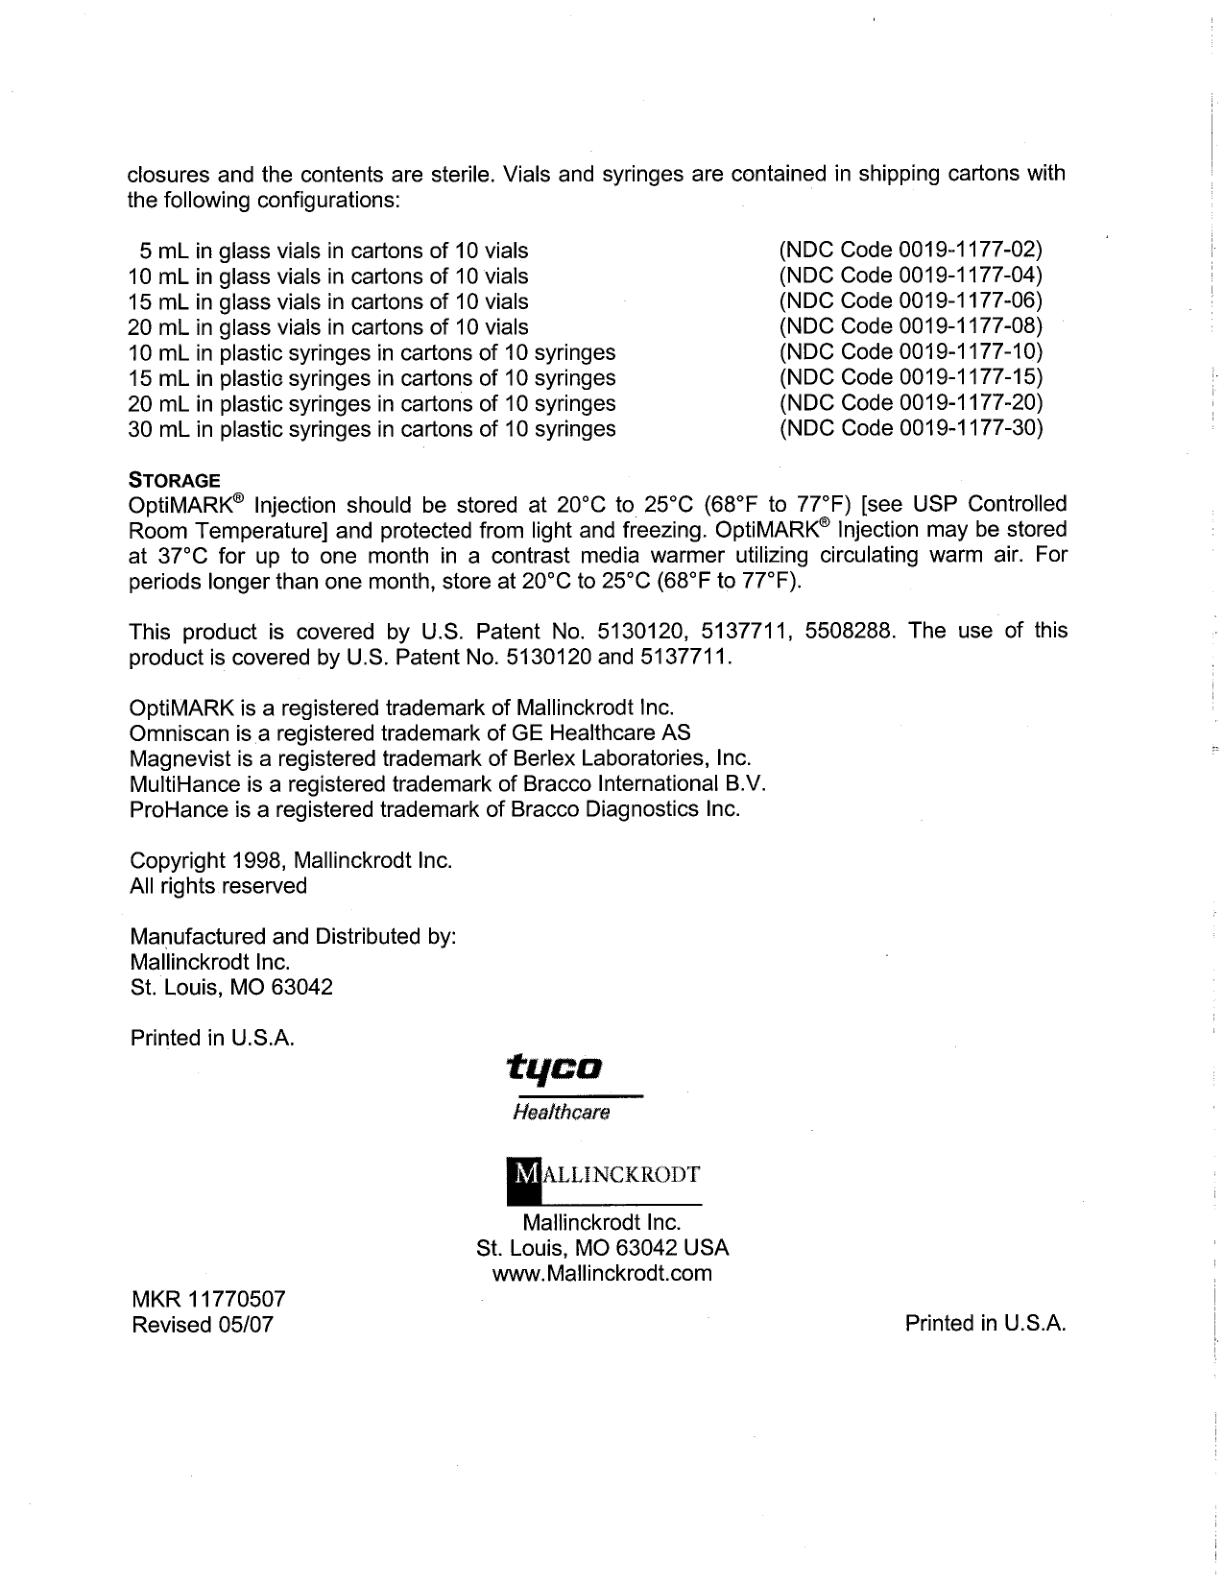 closures and the contents are sterile. Vials and syringes are contained in shipping cartons with
the following configurations:
5 mL in glass vials in cartons of 10 vials (NDC Code 0019-1177-02)
10 mL in glass vials in cartons of 10 vials (NDC Code 0019-1177-04)
15 mL in glass vials in cartons of 10 vials (NDC Code 0019-1177-06)
20 mL in glass vials in cartons of 10 vials (NDC Code 0019-1177-08)
10 mL in plastic syringes in cartons of 10 syringes (NDC Code 0019-1177-10)
15 mL in plastic syringes in cartons of 10 syringes (NDC Code 0019-1177-15)
20 mL in plastic syringes in cartons of 10 syringes (NDC Code 0019-1177-20)
30 mL in plastic syringes in cartons of 10 syringes (NDC Code 0019-1177-30)
STORAGE
OptiMARK® Injection should be stored at 20°C to 25°C (68°F to 77°F) [see USP Controlled
Room Temperature] and protected from light and freezing. OptiMARK® Injection may be stored
at 37°C for up to one month in a contrast media warmer utilizing circulating warm air. For
periods longer than one month, store at 20°C to 25°C (68°F to 77°F).
This product is covered by U.S. Patent No. 5130120, 5137711, 5508288. The use of this
product is covered by U.S. Patent No. 5130120 and 5137711.
OptiMARK is a registered trademark of Mallinckrodt Inc.
Omniscan is a registered trademark of GE Healthcare AS
Magnevist is a registered trademark of Berlex Laboratories, Inc.
MultiHance is a registered trademark of Bracco International B.V.
ProHance is a registered trademark of Bracco Diagnostics Inc.
Copyright 1998, Mallinckrodt Inc.
All rights reserved
Manufactured and Distributed by:
Mallinckrodt Inc.
St. Louis, MO 63042
Printed in U.S.A.
tyco
Healthcare
MALLINCKRODT
Mallinckrodt Inc.
St. Louis, MO 63042 USA
www.Mallinckrodt.com
MKR 11770507
Revised 05/07 Printed in U.S.A.